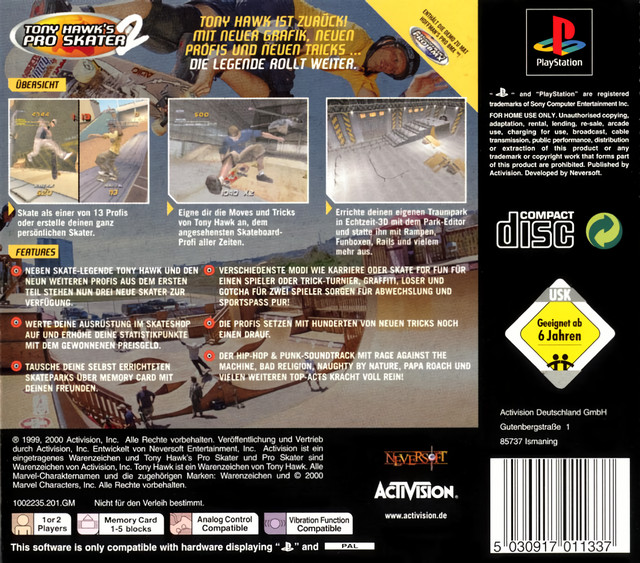 TONY HAWK'S
PRO SKATER 2
TONY HAWK IST ZURÜCK!
MIT NEUER GRAFIK, NEUEN
PROFIS UND NEUEN TRICKS ...
DIE LEGENDE ROLLT WEITER.
ENTHÄLT DIE DEMO ZU MAT
HOFFMAN'S PRO BMX™
PlayStation
ÜBERSICHT
Skate als einer von 13 Profis
oder erstelle deinen ganz
persönlichen Skater.
Eigne dir die Moves und Tricks
von Tony Hawk an, dem
angesehensten Skateboard-
Profi aller Zeiten.
Errichte deinen eigenen Traumpark
in Echtzeit-3D mit dem Park-Editor
und statte ihn mit Rampen,
Funboxen, Rails und vielem
mehr aus.
FEATURES
NEBEN SKATE-LEGENDE TONY HAWK UND DEN
NEUN WEITEREN PROFIS AUS DEM ERSTEN
TEIL STEHEN NUN DREI NEUE SKATER ZUR
VERFÜGUNG.
WERTE DEINE AUSRÜSTUNG IM SKATESHOP
AUF UND ERHÖHE DEINE STATISTIKPUNKTE
MIT DEM GEWONNENEN PREISGELD.
TAUSCHE DEINE SELBST ERRICHTETEN
SKATEPARKS ÜBER MEMORY CARD MIT
DEINEN FREUNDEN.
VERSCHIEDENSTE MODI WIE KARRIERE ODER SKATE FOR FUN FÜR
EINEN SPIELER ODER TRICK-TURNIER, GRAFFITI, LOSER UND
GOTCHA FÜR ZWEI SPIELER SORGEN FÜR ABWECHSLUNG UND
SPORTSPASS PUR!
DIE PROFIS SETZEN MIT HUNDERTEN VON NEUEN TRICKS NOCH
EINEN DRAUF.
DER HIP-HOP & PUNK-SOUNDTRACK MIT RAGE AGAINST THE
MACHINE, BAD RELIGION, NAUGHTY BY NATURE, PAPA ROACH UND
VIELEN WEITEREN TOP-ACTS KRACHT VOLL REIN!
® 1999, 2000 Activision, Inc. Alle Rechte vorbehalten. Veröffentlichung und Vertrieb
durch Activision, Inc. Entwickelt von Neversoft Entertainment, Inc. Activision ist ein
eingetragenes Warenzeichen und Tony Hawk's Pro Skater und Pro Skater sind
Warenzeichen von Activision, Inc. Tony Hawk ist ein Warenzeichen von Tony Hawk. Alle
Marvel-Charakternamen und die zugehörigen Marken: Warenzeichen und © 2000
Marvel Characters, Inc. Alle Rechte vorbehalten.
1002235.201.GM Nicht für den Verleih bestimmt.
NEVERSOFT
ACTIVISION.
www.activision.de
1 or 2
Players
Memory Card
1-5 blocks
Analog Control
Compatible
Vibration Function
Compatible
This software is only compatible with hardware displaying " " and PAL
" " and "PlayStation" are registered
trademarks of Sony Computer Entertainment Inc.
FOR HOME USE ONLY. Unauthorised copying,
adaptation, rental, lending, re-sale, arcade
use, charging for use, broadcast, cable
transmission, public performance, distribution
or extraction of this product or any
trademark or copyright work that forms part
of this product are prohibited. Published by
Activision. Developed by Neversoft.
COMPACT
disc
USK
Geeignet ab
6 Jahren
Activision Deutschland GmbH
Gutenbergstraße 1
85737 Ismaning
5 030917 011337